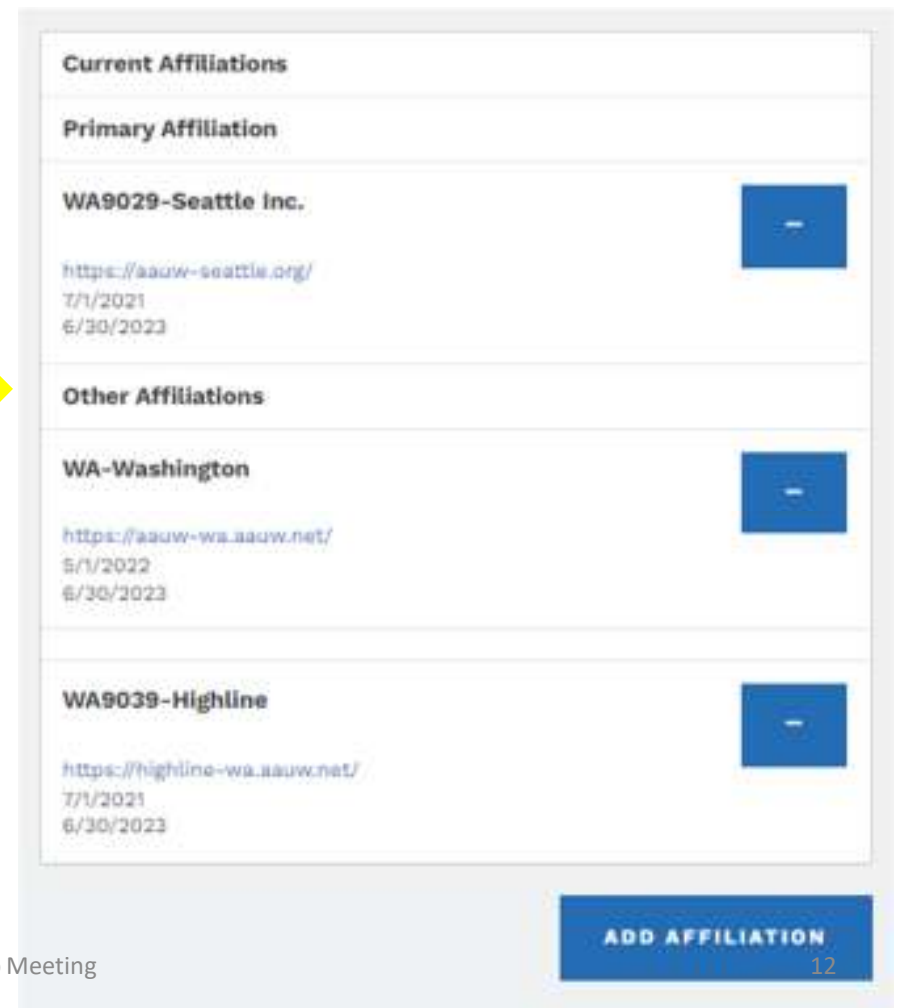 Current Affiliations
Primary Affiliation
WA9029-Seattle Inc.
–
https://aauw-seattle.org/
7/1/2021
6/30/2023
Other Affiliations
WA-Washington
–
https://aauw-wa.aauw.net/
5/1/2022
6/30/2023
WA9039-Highline
–
https://highline-wa.aauw.net/
7/1/2021
6/30/2023
ADD AFFILIATION
Meeting
12